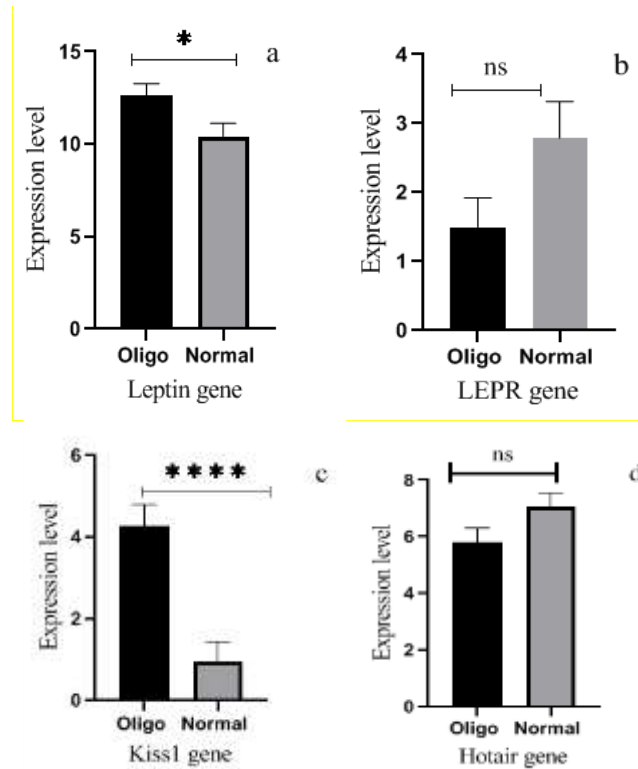 *
a
15
10
5
0
Expression level
Oligo Normal
Leptin gene
ns
b
4
3
2
1
0
Expression level
Oligo Normal
LEPR gene
****
c
6
4
2
0
Expression level
Oligo Normal
Kiss1 gene
ns
d
8
6
4
2
0
Expression level
Oligo Normal
Hotair gene